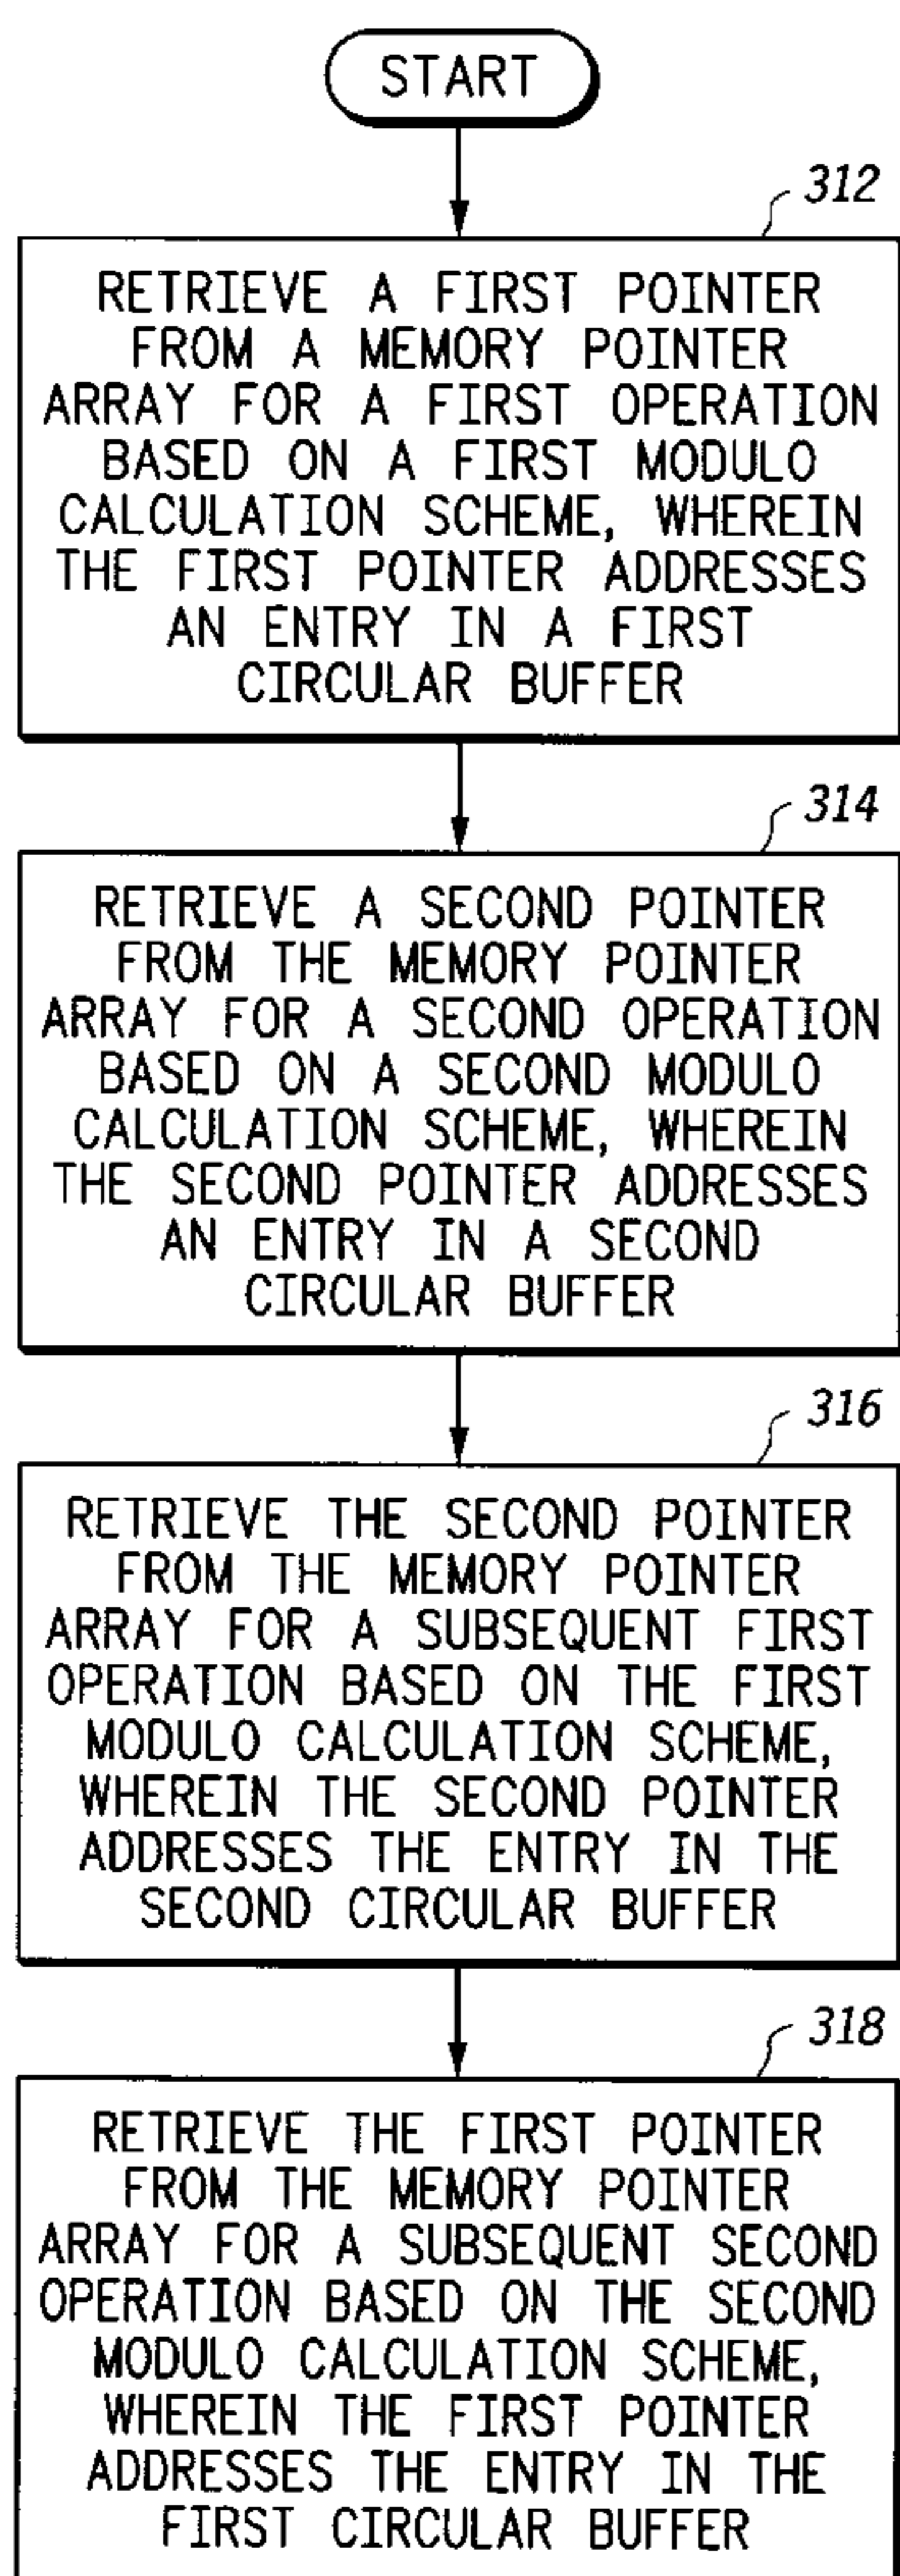 START
312
RETRIEVE A FIRST POINTER
FROM A MEMORY POINTER
ARRAY FOR A FIRST OPERATION
BASED ON A FIRST MODULO
CALCULATION SCHEME, WHEREIN
THE FIRST POINTER ADDRESSES
AN ENTRY IN A FIRST
CIRCULAR BUFFER
314
RETRIEVE A SECOND POINTER
FROM THE MEMORY POINTER
ARRAY FOR A SECOND OPERATION
BASED ON A SECOND MODULO
CALCULATION SCHEME, WHEREIN
THE SECOND POINTER ADDRESSES
AN ENTRY IN A SECOND
CIRCULAR BUFFER
316
RETRIEVE THE SECOND POINTER
FROM THE MEMORY POINTER
ARRAY FOR A SUBSEQUENT FIRST
OPERATION BASED ON THE FIRST
MODULO CALCULATION SCHEME,
WHEREIN THE SECOND POINTER
ADDRESSES THE ENTRY IN THE
SECOND CIRCULAR BUFFER
318
RETRIEVE THE FIRST POINTER
FROM THE MEMORY POINTER
ARRAY FOR A SUBSEQUENT SECOND
OPERATION BASED ON THE SECOND
MODULO CALCULATION SCHEME,
WHEREIN THE FIRST POINTER
ADDRESSES THE ENTRY IN THE
FIRST CIRCULAR BUFFER